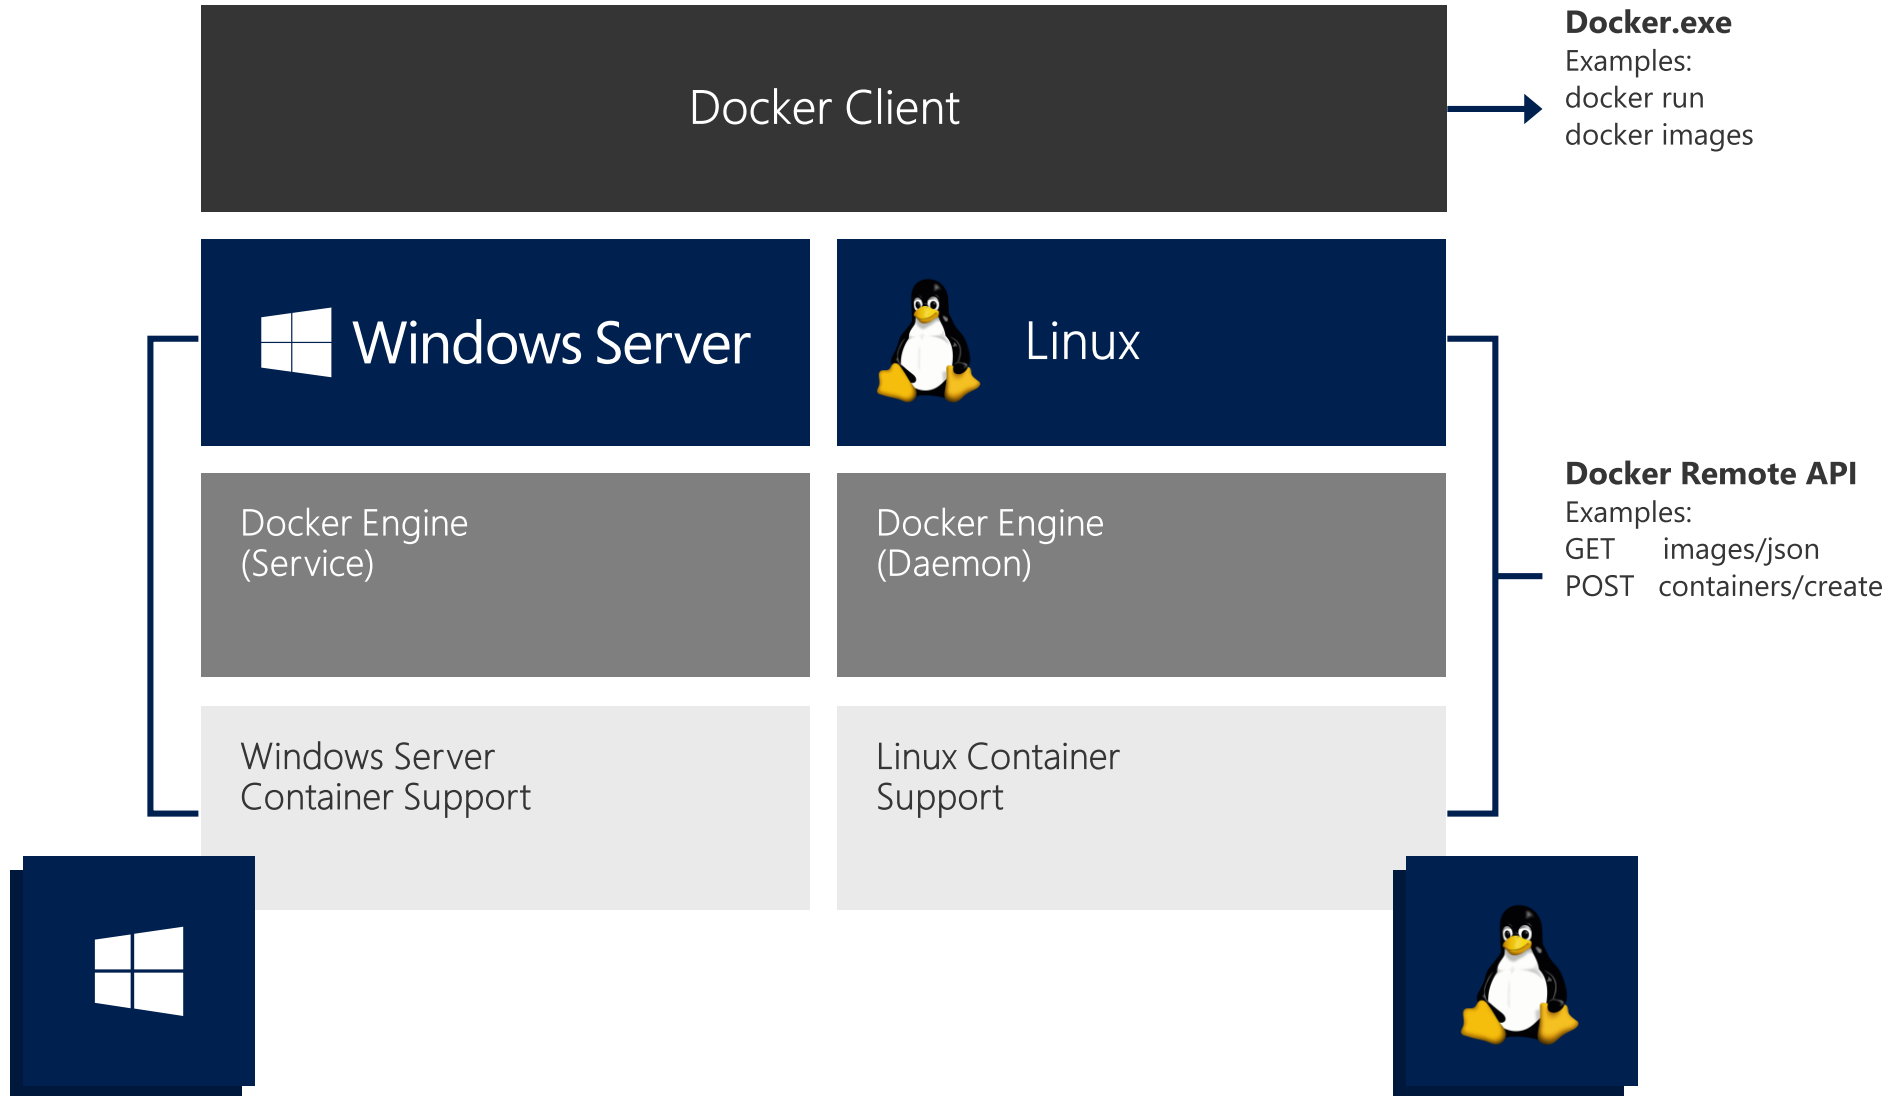 Docker Client
Docker.exe
Examples:
docker run
docker images
Windows Server
Linux
Docker Engine
(Service)
Docker Engine
(Daemon)
Docker Remote API
Examples:
GET images/json
POST containers/create
Windows Server
Container Support
Linux Container
Support